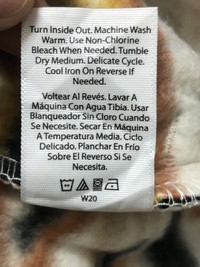 Turn Inside Out. Machine Wash
Warm. Use Non-Chlorine
Bleach When Needed. Tumble
Dry Medium. Delicate Cycle.
Cool Iron On Reverse If
Needed.
Voltear Al Revés. Lavar A
Máquina Con Agua Tibia. Usar
Blanqueador Sin Cloro Cuando
Se Necesite. Secar En Máquina
A Temperatura Media. Ciclo
Delicado. Planchar En Frío
Sobre El Reverso Si Se
Necesita.
W20